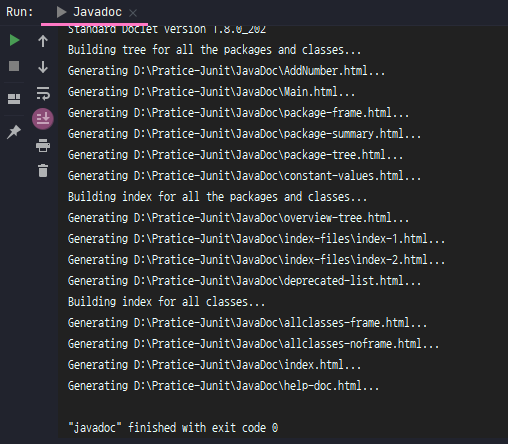 Run: Javadoc
Standard Doclet version 1.8.0_202
Building tree for all the packages and classes...
Generating D:\Pratice-Junit\JavaDoc\AddNumber.html...
Generating D:\Pratice-Junit\JavaDoc\Main.html...
Generating D:\Pratice-Junit\JavaDoc\package-frame.html...
Generating D:\Pratice-Junit\JavaDoc\package-summary.html...
Generating D:\Pratice-Junit\JavaDoc\package-tree.html...
Generating D:\Pratice-Junit\JavaDoc\constant-values.html...
Building index for all the packages and classes...
Generating D:\Pratice-Junit\JavaDoc\overview-tree.html...
Generating D:\Pratice-Junit\JavaDoc\index-files\index-1.html...
Generating D:\Pratice-Junit\JavaDoc\index-files\index-2.html...
Generating D:\Pratice-Junit\JavaDoc\deprecated-list.html...
Building index for all classes...
Generating D:\Pratice-Junit\JavaDoc\allclasses-frame.html...
Generating D:\Pratice-Junit\JavaDoc\allclasses-noframe.html...
Generating D:\Pratice-Junit\JavaDoc\index.html...
Generating D:\Pratice-Junit\JavaDoc\help-doc.html...
"javadoc" finished with exit code 0